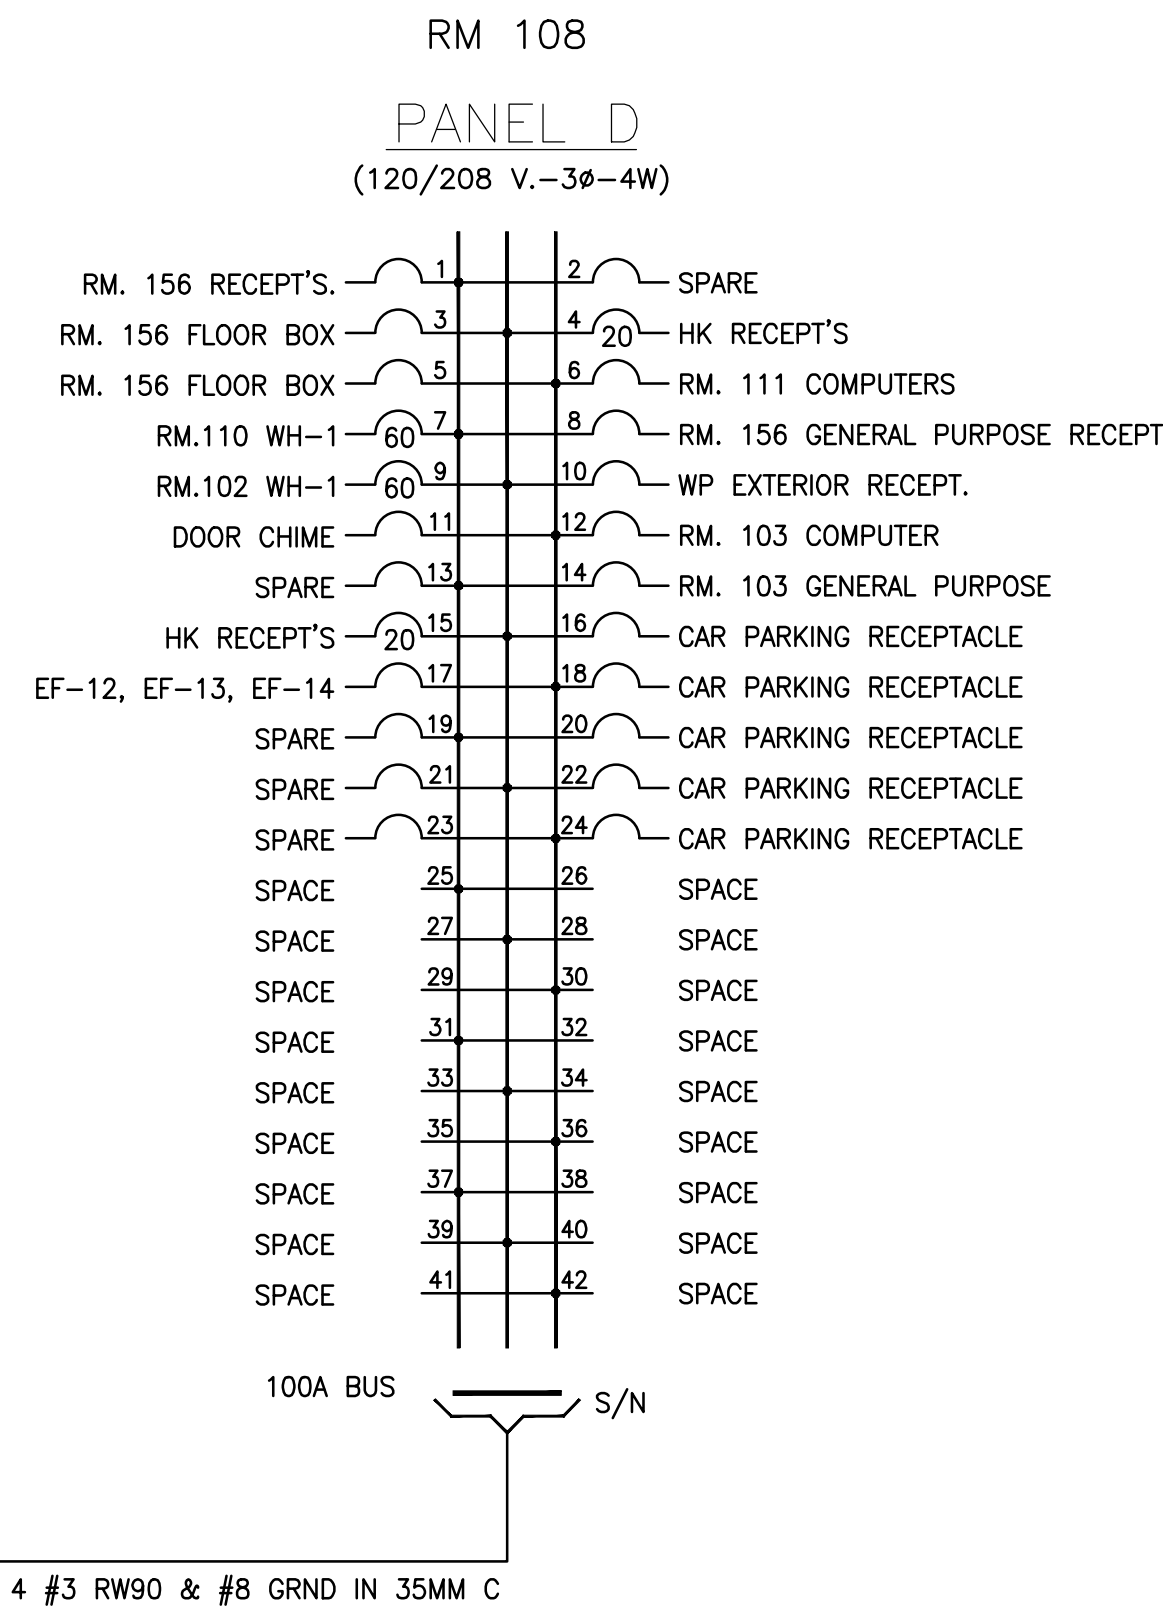 RM 108
PANEL D
(120/208 V.-3ø-4W)
RM. 156 RECEPT'S. 1 2 SPARE
RM. 156 FLOOR BOX 3 4 20 HK RECEPT'S
RM. 156 FLOOR BOX 5 6 RM. 111 COMPUTERS
RM.110 WH-1 60 7 8 RM. 156 GENERAL PURPOSE RECEPT
RM.102 WH-1 60 9 10 WP EXTERIOR RECEPT.
DOOR CHIME 11 12 RM. 103 COMPUTER
SPARE 13 14 RM. 103 GENERAL PURPOSE
HK RECEPT'S 20 15 16 CAR PARKING RECEPTACLE
EF-12, EF-13, EF-14 17 18 CAR PARKING RECEPTACLE
SPARE 19 20 CAR PARKING RECEPTACLE
SPARE 21 22 CAR PARKING RECEPTACLE
SPARE 23 24 CAR PARKING RECEPTACLE
SPACE 25 26 SPACE
SPACE 27 28 SPACE
SPACE 29 30 SPACE
SPACE 31 32 SPACE
SPACE 33 34 SPACE
SPACE 35 36 SPACE
SPACE 37 38 SPACE
SPACE 39 40 SPACE
SPACE 41 42 SPACE
100A BUS S/N
4 #3 RW90 & #8 GRND IN 35MM C